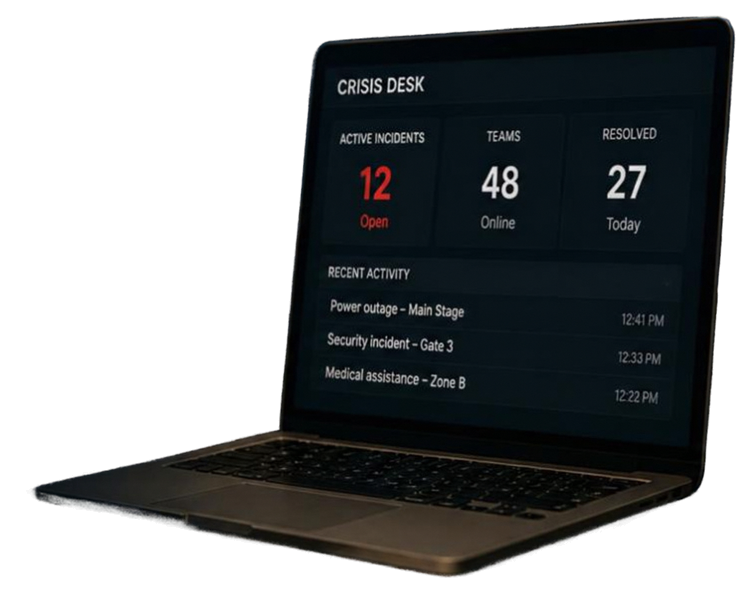 CRISIS DESK
ACTIVE INCIDENTS
12
Open
TEAMS
48
Online
RESOLVED
27
Today
RECENT ACTIVITY
Power outage – Main Stage 12:41 PM
Security incident – Gate 3 12:33 PM
Medical assistance – Zone B 12:22 PM